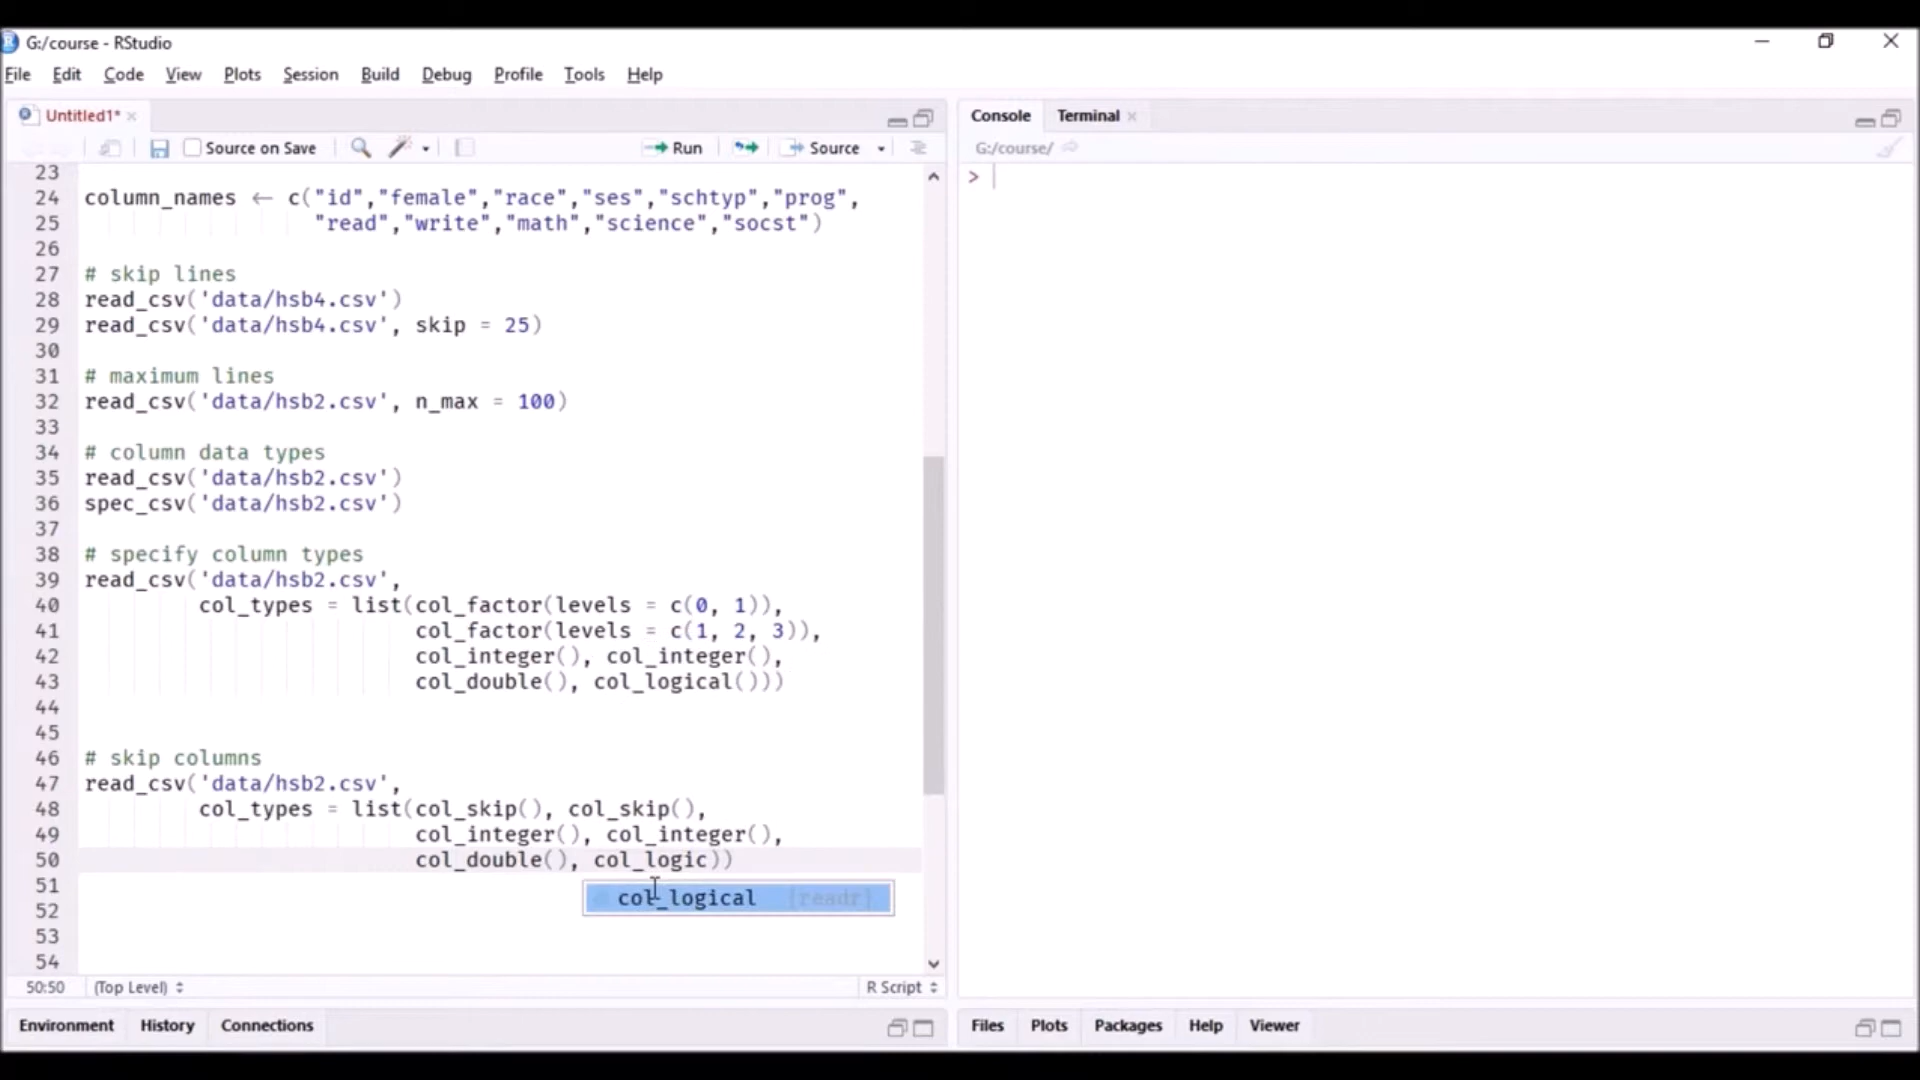 G:/course - RStudio
File Edit Code View Plots Session Build Debug Profile Tools Help
Untitled1*
Source on Save Run Source
23
24 column_names ← c("id","female","race","ses","schtyp","prog",
25 "read","write","math","science","socst")
26
27 # skip lines
28 read_csv('data/hsb4.csv')
29 read_csv('data/hsb4.csv', skip = 25)
30
31 # maximum lines
32 read_csv('data/hsb2.csv', n_max = 100)
33
34 # column data types
35 read_csv('data/hsb2.csv')
36 spec_csv('data/hsb2.csv')
37
38 # specify column types
39 read_csv('data/hsb2.csv',
40 col_types = list(col_factor(levels = c(0, 1)),
41 col_factor(levels = c(1, 2, 3)),
42 col_integer(), col_integer(),
43 col_double(), col_logical()))
44
45
46 # skip columns
47 read_csv('data/hsb2.csv',
48 col_types = list(col_skip(), col_skip(),
49 col_integer(), col_integer(),
50 col_double(), col_logic))
51
col_logical {readr}
52
53
54
50:50 (Top Level) R Script
Environment History Connections
Console Terminal
G:/course/
>
Files Plots Packages Help Viewer